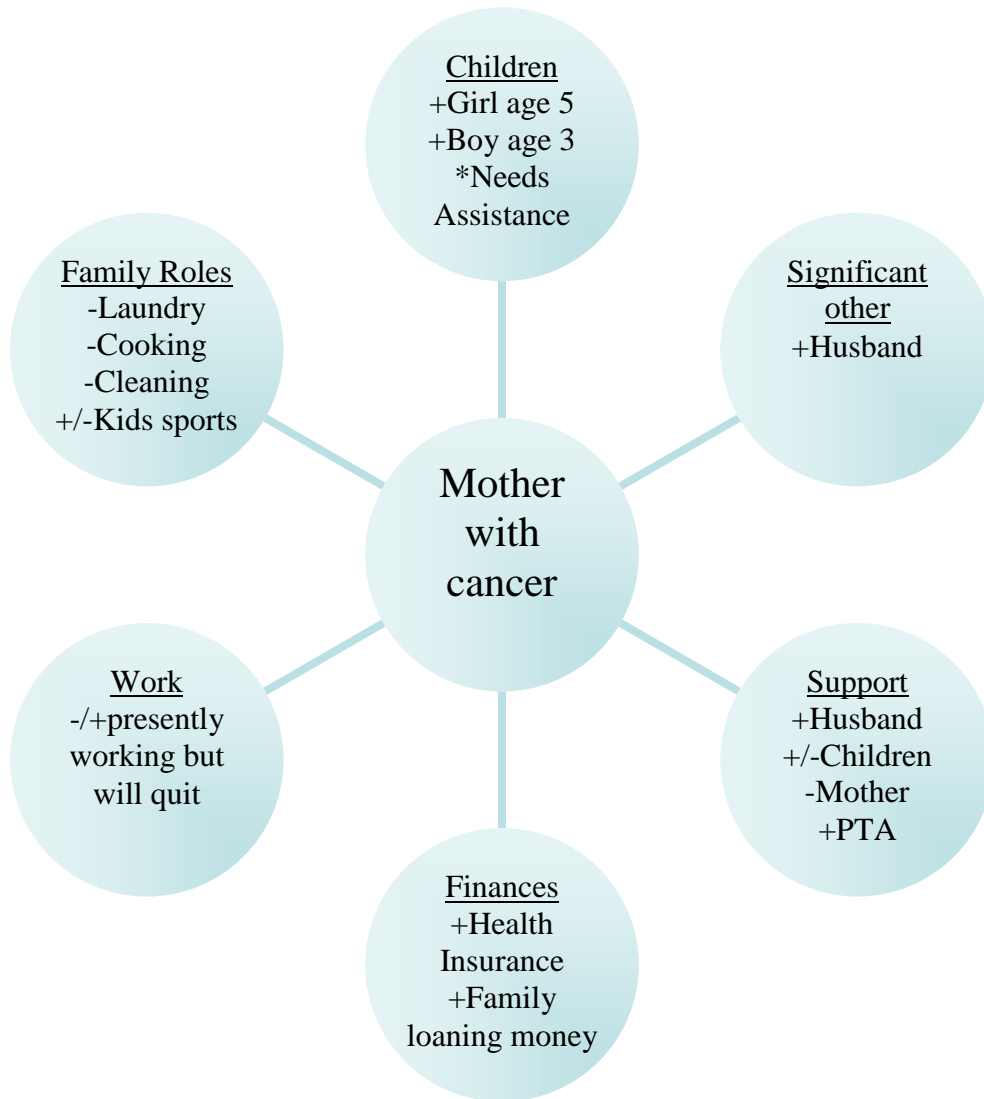 Children
+Girl age 5
+Boy age 3
*Needs
Assistance
Family Roles
-Laundry
-Cooking
-Cleaning
+/-Kids sports
Significant
other
+Husband
Mother
with
cancer
Work
-/+presently
working but
will quit
Support
+Husband
+/-Children
-Mother
+PTA
Finances
+Health
Insurance
+Family
loaning money